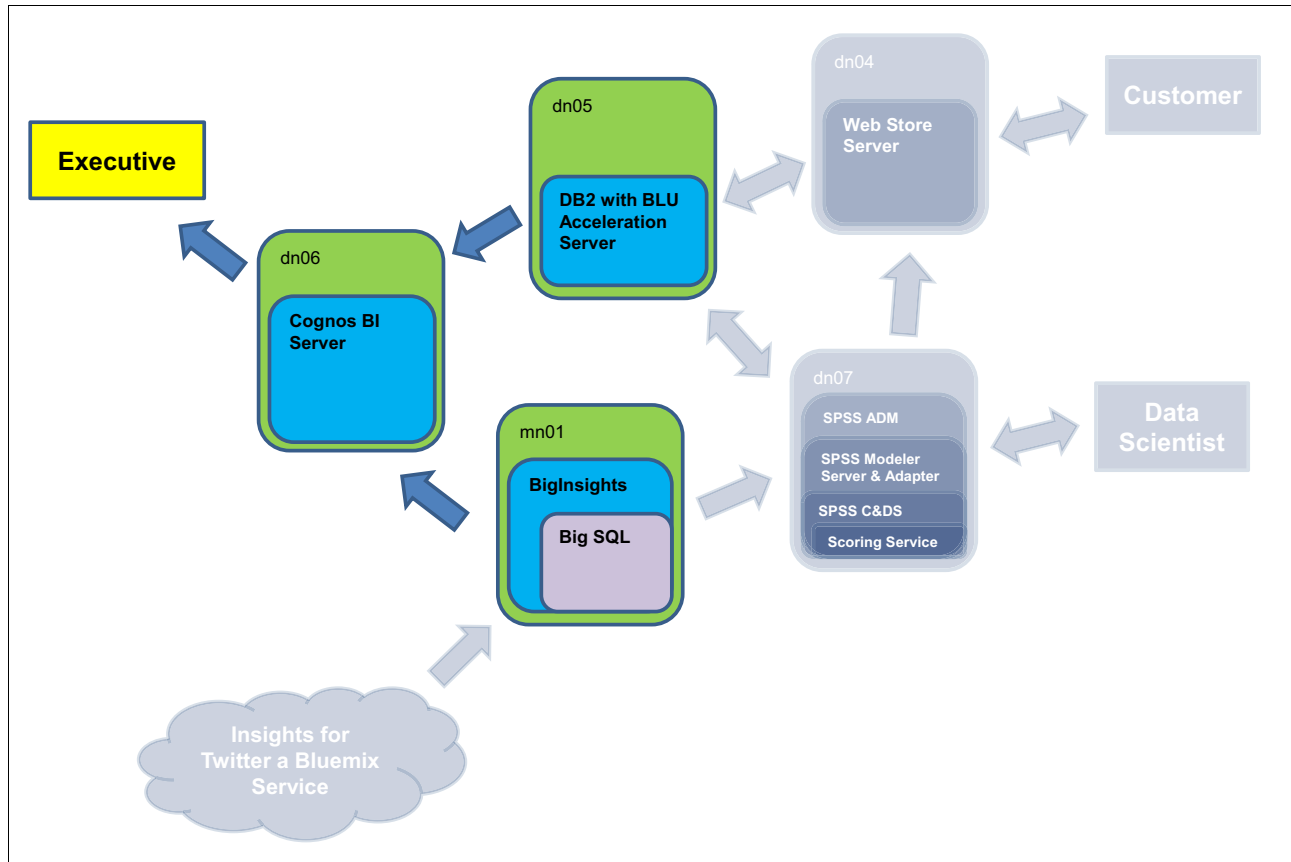 Executive
dn06
Cognos BI
Server
dn05
DB2 with BLU
Acceleration
Server
dn04
Web Store
Server
Customer
mn01
BigInsights
Big SQL
dn07
SPSS ADM
SPSS Modeler
Server & Adapter
SPSS C&DS
Scoring Service
Data
Scientist
Insights for
Twitter a Bluemix
Service